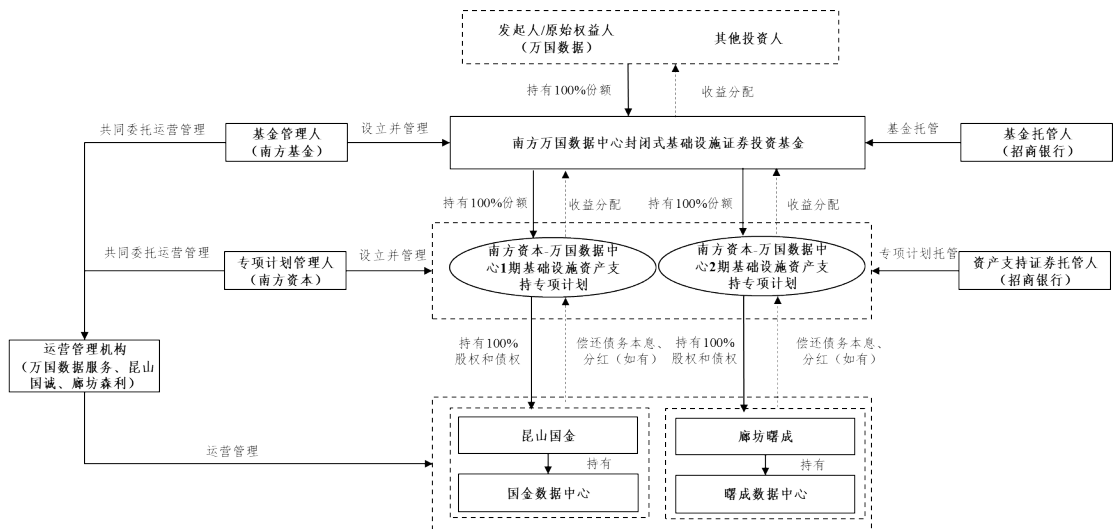 发起人/原始权益人
（万国数据）
其他投资人
持有100%份额
收益分配
共同委托运营管理
基金管理人
（南方基金）
设立并管理
南方万国数据中心封闭式基础设施证券投资基金
基金托管
基金托管人
（招商银行）
持有100%份额
收益分配
持有100%份额
收益分配
共同委托运营管理
专项计划管理人
（南方资本）
设立并管理
南方资本-万国数据中
心1期基础设施资产支
持专项计划
南方资本-万国数据中
心2期基础设施资产支
持专项计划
专项计划托管
资产支持证券托管人
（招商银行）
运营管理机构
（万国数据服务、昆山
国诚、廊坊森利）
持有100%
股权和债权
偿还债务本息、
分红（如有）
持有100%
股权和债权
偿还债务本息、
分红（如有）
运营管理
昆山国金
持有
国金数据中心
廊坊曙成
持有
曙成数据中心